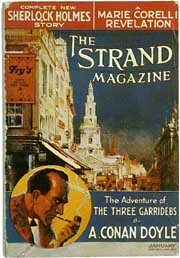 A COMPLETE NEW
SHERLOCK HOLMES
STORY
A
MARIE CORELLI
REVELATION
THE
STRAND
MAGAZINE
Fry's
The Adventure of
THE THREE GARRIDEBS
By
A. CONAN DOYLE
JANUARY